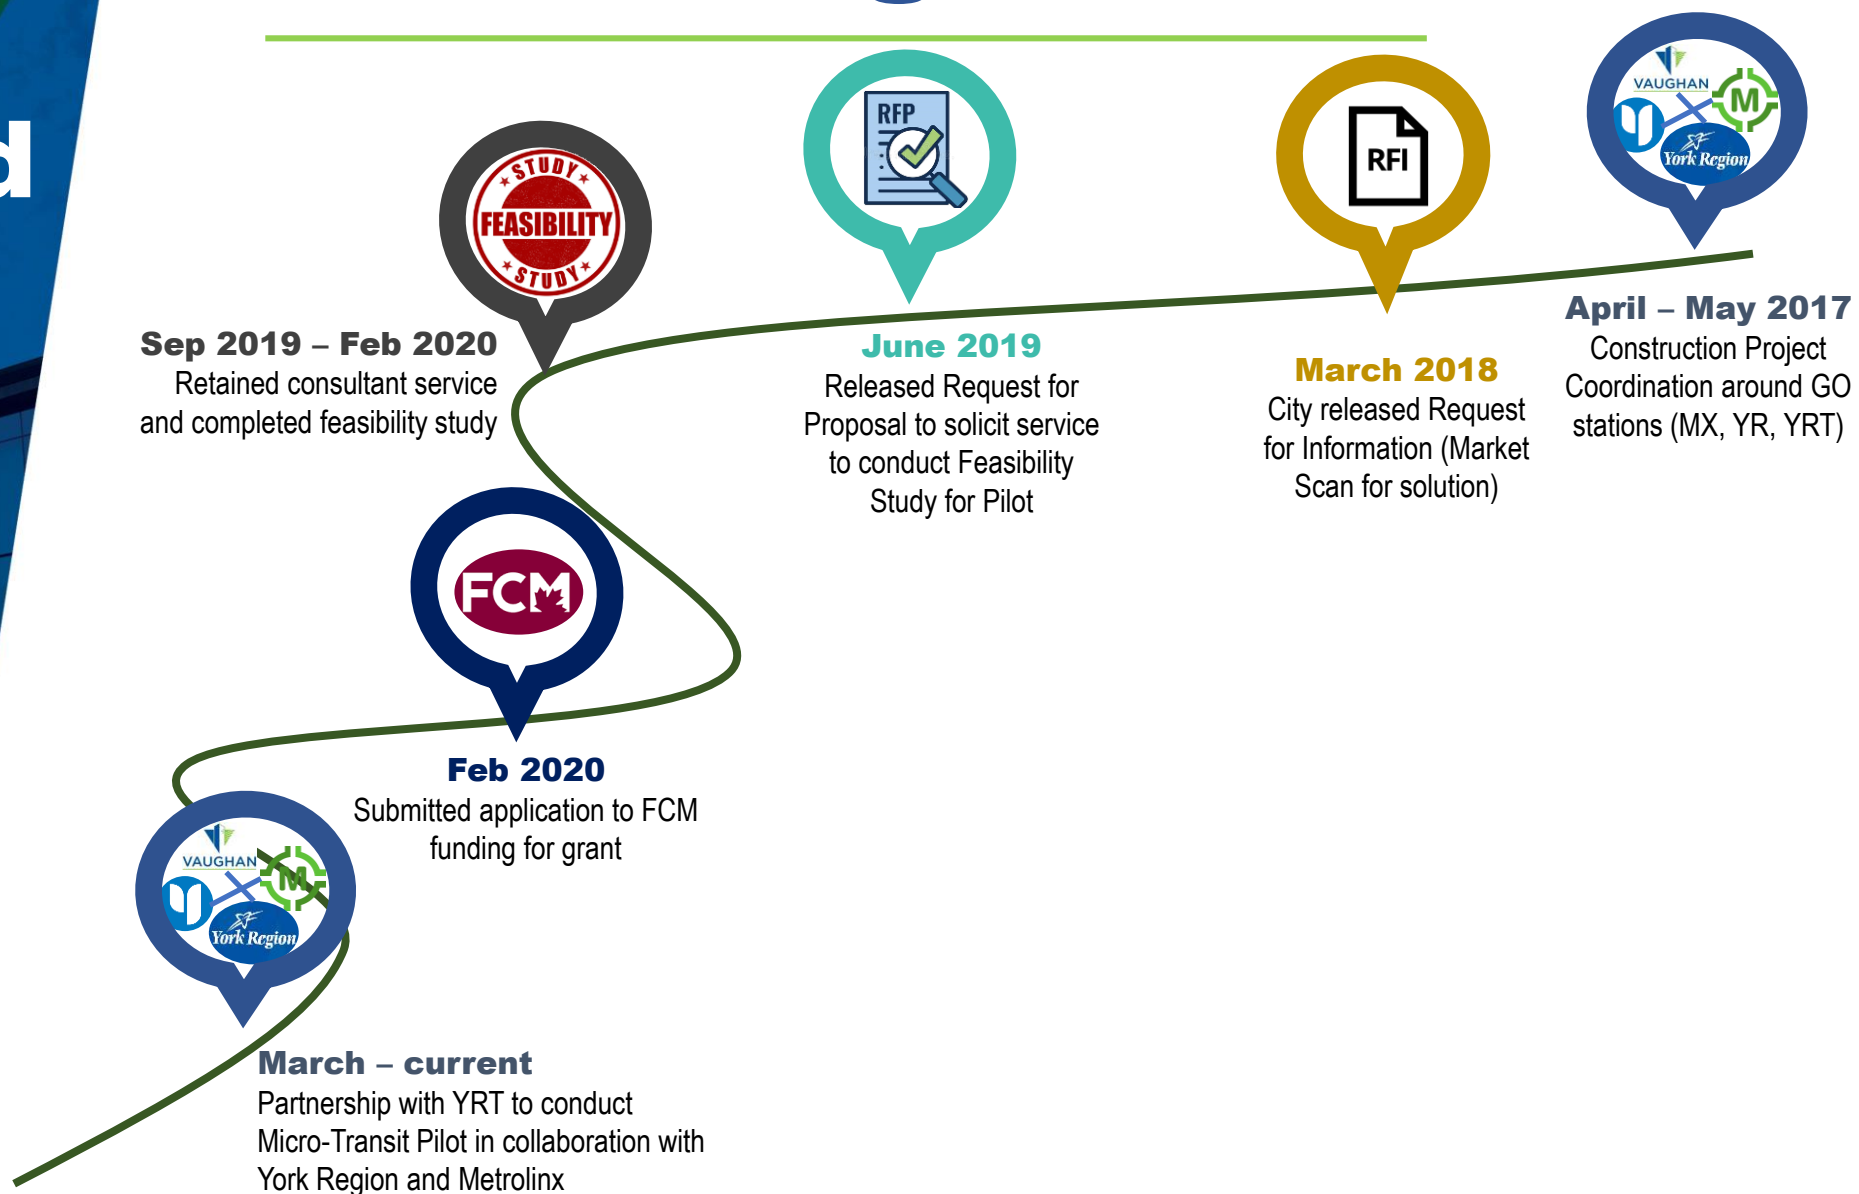 d
STUDY
FEASIBILITY
STUDY
Sep 2019 – Feb 2020
Retained consultant service
and completed feasibility study
RFP
June 2019
Released Request for
Proposal to solicit service
to conduct Feasibility
Study for Pilot
RFI
March 2018
City released Request
for Information (Market
Scan for solution)
VAUGHAN
M
York Region
April – May 2017
Construction Project
Coordination around GO
stations (MX, YR, YRT)
FCM
Feb 2020
Submitted application to FCM
funding for grant
VAUGHAN
M
York Region
March – current
Partnership with YRT to conduct
Micro-Transit Pilot in collaboration with
York Region and Metrolinx